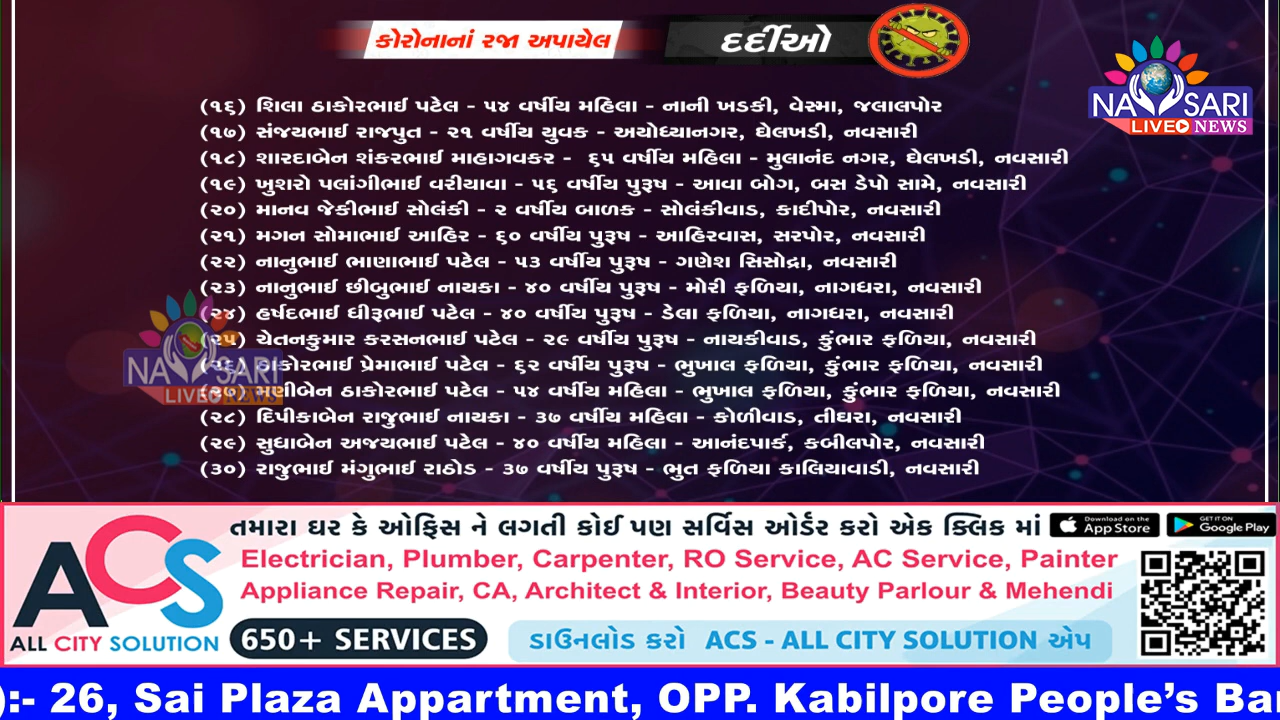 કોરોનાનાં રજા અપાયેલ દર્દીઓ
NAVSARI
LIVE NEWS
(૧૬) શિલા ઠાકોરભાઈ પટેલ - ૫૪ વર્ષીય મહિલા - નાની ખડકી, વેસ્મા, જલાલપોર
(૧૭) સંજયભાઈ રાજપુત - ૨૧ વર્ષીય યુવક - અયોધ્યાનગર, ઘેલખડી, નવસારી
(૧૮) શારદાબેન શંકરભાઈ માહાગવકર - ૬૫ વર્ષીય મહિલા - મુલાનંદ નગર, ઘેલખડી, નવસારી
(૧૯) ખુશરો પલાંગીભાઈ વરીયાવા - ૫૬ વર્ષીય પુરૂષ - આવા બોગ, બસ ડેપો સામે, નવસારી
(૨૦) માનવ જેકીભાઈ સોલંકી - ૨ વર્ષીય બાળક - સોલંકીવાડ, કાદીપોર, નવસારી
(૨૧) મગન સોમાભાઈ આહિર - ૬૦ વર્ષીય પુરૂષ - આહિરવાસ, સરપોર, નવસારી
(૨૨) નાનુભાઈ ભાણાભાઈ પટેલ - ૫૩ વર્ષીય પુરૂષ - ગણેશ સિસોદ્રા, નવસારી
(૨૩) નાનુભાઈ છીબુભાઈ નાયકા - ૪૦ વર્ષીય પુરૂષ - મોરી ફળિયા, નાગધરા, નવસારી
(૨૪) હર્ષદભાઈ ધીરૂભાઈ પટેલ - ૪૦ વર્ષીય પુરૂષ - ડેલા ફળિયા, નાગધરા, નવસારી
(૨૫) ચેતનકુમાર કરસનભાઈ પટેલ - ૨૯ વર્ષીય પુરૂષ - નાયકીવાડ, કુંભાર ફળિયા, નવસારી
(૨૬) ઠાકોરભાઈ પ્રેમાભાઈ પટેલ - ૬૨ વર્ષીય પુરૂષ - ભુખાલ ફળિયા, કુંભાર ફળિયા, નવસારી
(૨૭) મણીબેન ઠાકોરભાઈ પટેલ - ૫૪ વર્ષીય મહિલા - ભુખાલ ફળિયા, કુંભાર ફળિયા, નવસારી
(૨૮) દિપીકાબેન રાજુભાઈ નાયકા - ૩૭ વર્ષીય મહિલા - કોળીવાડ, તીઘરા, નવસારી
(૨૯) સુધાબેન અજયભાઈ પટેલ - ૪૦ વર્ષીય મહિલા - આનંદપાર્ક, કબીલપોર, નવસારી
(૩૦) રાજુભાઈ મંગુભાઈ રાઠોડ - ૩૭ વર્ષીય પુરૂષ - ભુત ફળિયા કાલિયાવાડી, નવસારી
NAVSARI
LIVE NEWS
ACS
ALL CITY SOLUTION
તમારા ઘર કે ઓફિસ ને લગતી કોઈ પણ સર્વિસ ઓર્ડર કરો એક ક્લિક માં
Download on the App Store
GET IT ON Google Play
Electrician, Plumber, Carpenter, RO Service, AC Service, Painter
Appliance Repair, CA, Architect & Interior, Beauty Parlour & Mehendi
650+ SERVICES
ડાઉનલોડ કરો ACS - ALL CITY SOLUTION એપ
):- 26, Sai Plaza Appartment, OPP. Kabilpore People's Ba